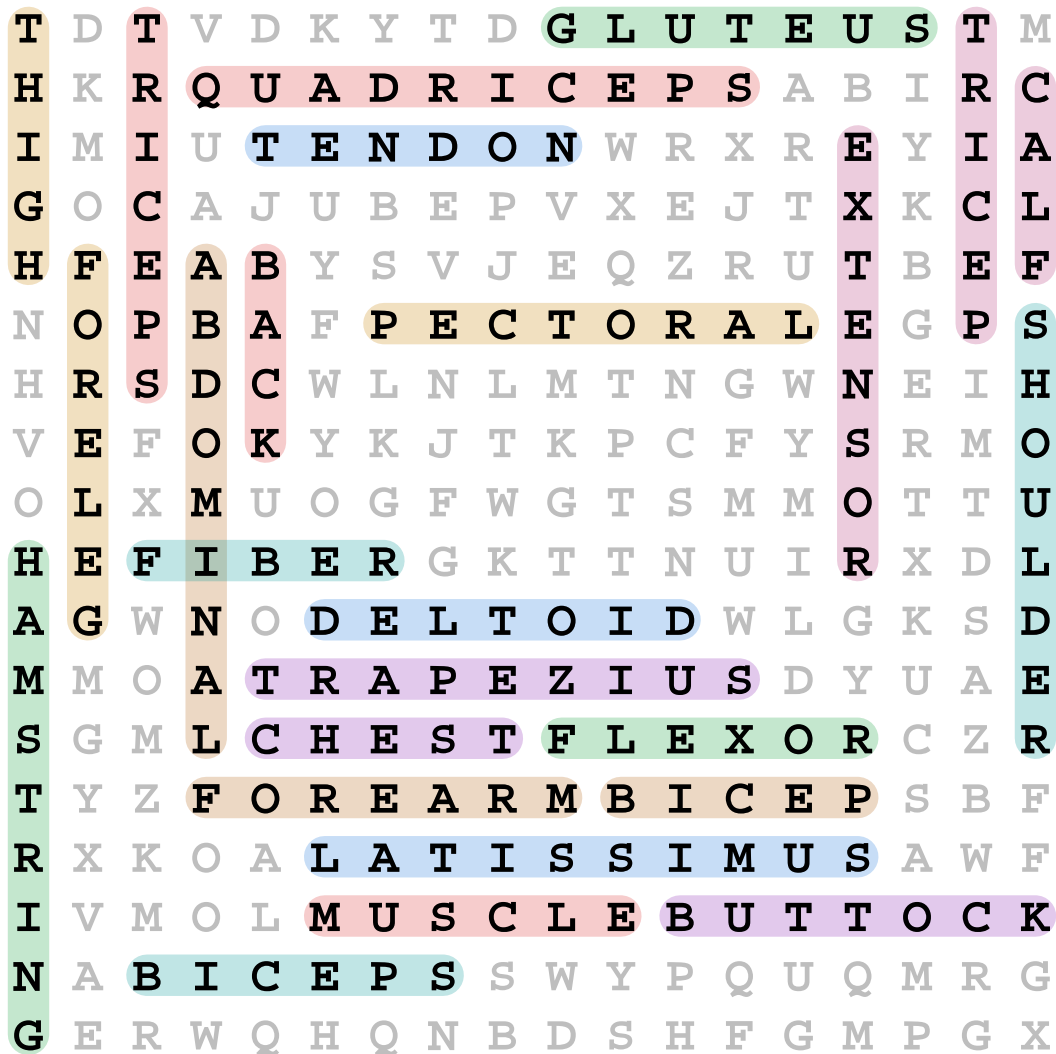 T D T V D K Y T D G L U T E U S T M
H K R Q U A D R I C E P S A B I R C
I M I U T E N D O N W R X R E Y I A
G O C A J U B E P V X E J T X K C L
H F E A B Y S V J E Q Z R U T B E F
N O P B A F P E C T O R A L E G P S
H R S D C W L N L M T N G W N E I H
V E F O K Y K J T K P C F Y S R M O
O L X M U O G F W G T S M M O T T U
H E F I B E R G K T T N U I R X D L
A G W N O D E L T O I D W L G K S D
M M O A T R A P E Z I U S D Y U A E
S G M L C H E S T F L E X O R C Z R
T Y Z F O R E A R M B I C E P S B F
R X K O A L A T I S S I M U S A W F
I V M O L M U S C L E B U T T O C K
N A B I C E P S S W Y P Q U Q M R G
G E R W Q H Q N B D S H F G M P G X